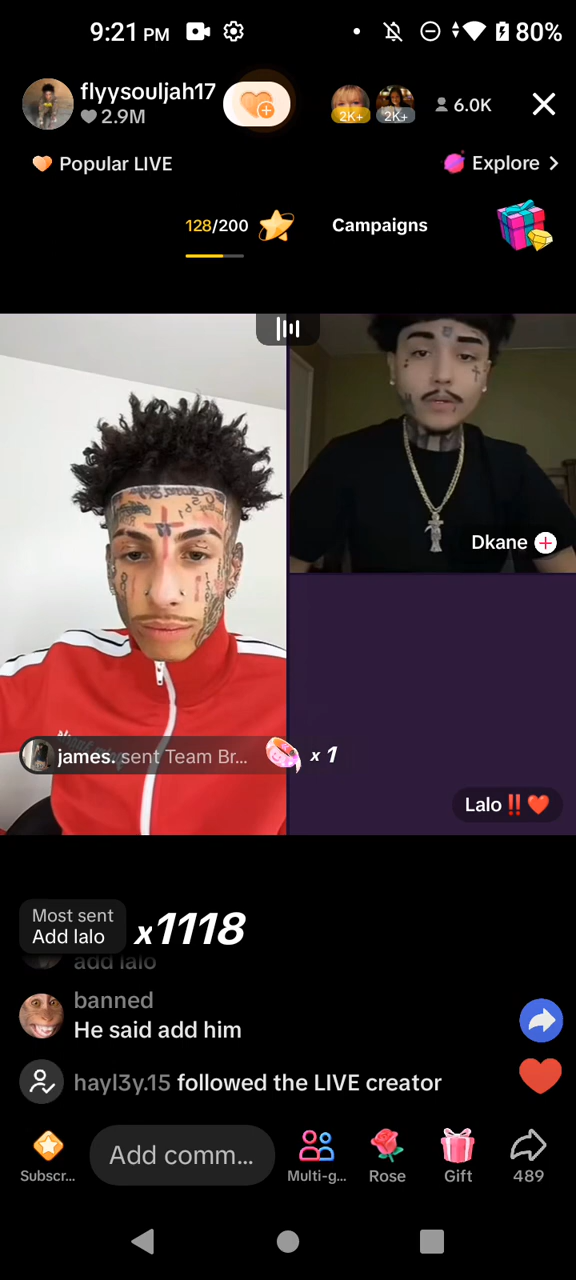 9:21 PM
80%
flyysouljah17
2.9M
2K+
2K+
6.0K
Popular LIVE
Explore >
128/200
Campaigns
Dkane
james. sent Team Br... x 1
Lalo‼️❤️
Most sent
Add lalo
x1118
add lalo
banned
He said add him
hayl3y.15 followed the LIVE creator
Add comm...
Subscr...
Multi-g...
Rose
Gift
489